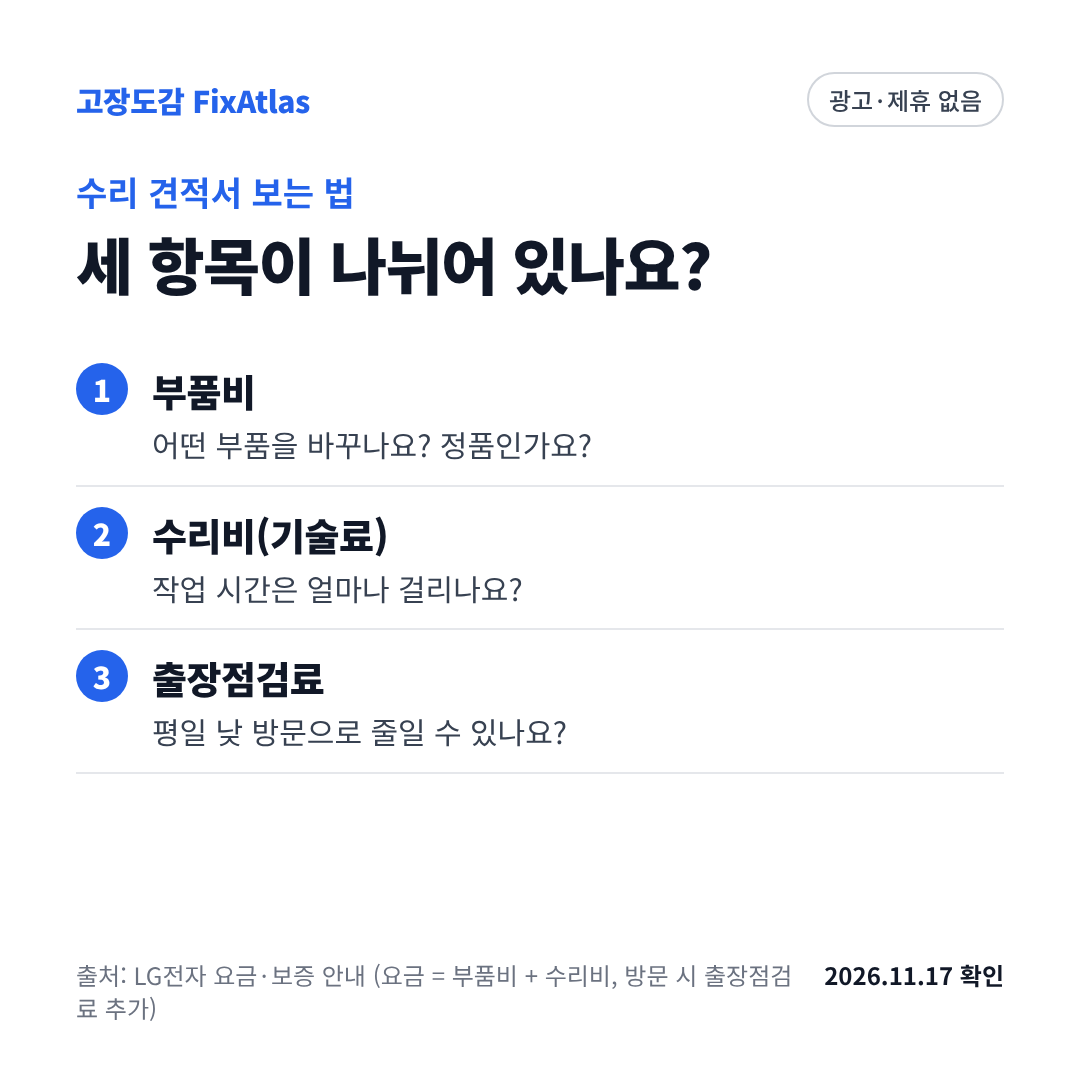 고장도감 FixAtlas
광고·제휴 없음
수리 견적서 보는 법
세 항목이 나뉘어 있나요?
1 부품비
어떤 부품을 바꾸나요? 정품인가요?
2 수리비(기술료)
작업 시간은 얼마나 걸리나요?
3 출장점검료
평일 낮 방문으로 줄일 수 있나요?
출처: LG전자 요금·보증 안내 (요금 = 부품비 + 수리비, 방문 시 출장점검
료 추가)
2026.11.17 확인